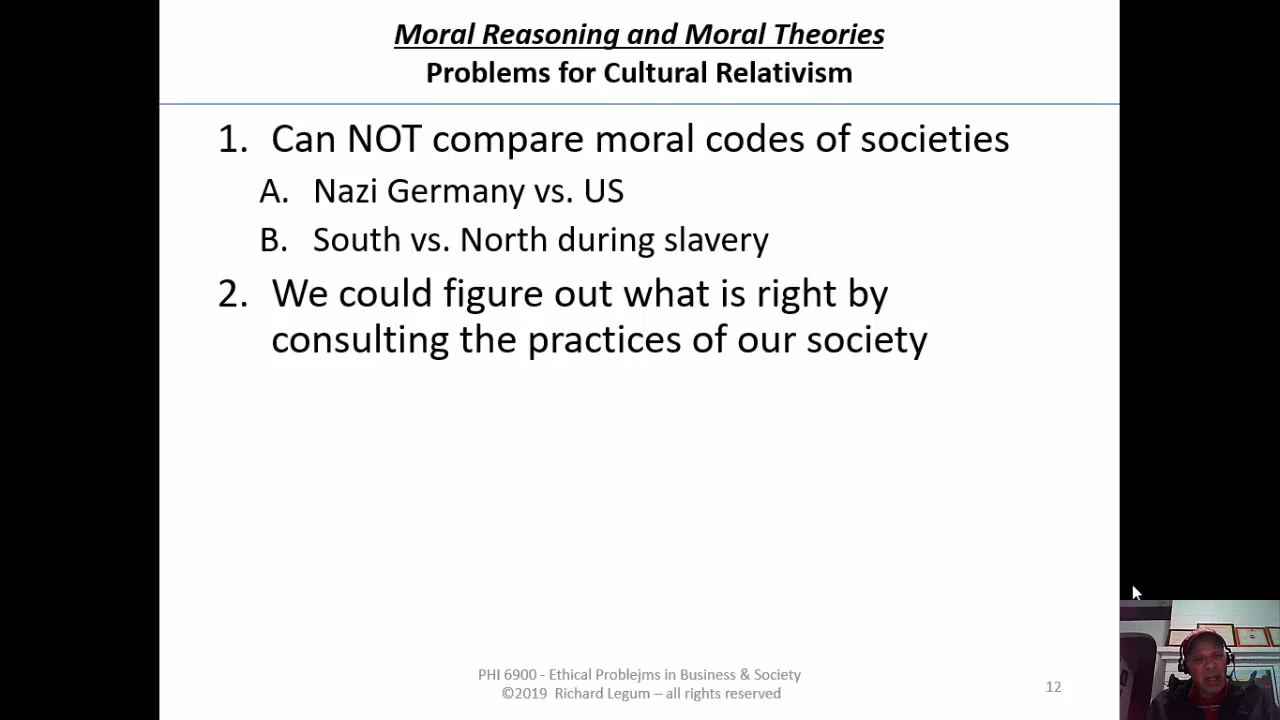 Moral Reasoning and Moral Theories
Problems for Cultural Relativism
1. Can NOT compare moral codes of societies
A. Nazi Germany vs. US
B. South vs. North during slavery
2. We could figure out what is right by
consulting the practices of our society
PHI 6900 - Ethical Problejms in Business & Society
©2019 Richard Legum – all rights reserved
12